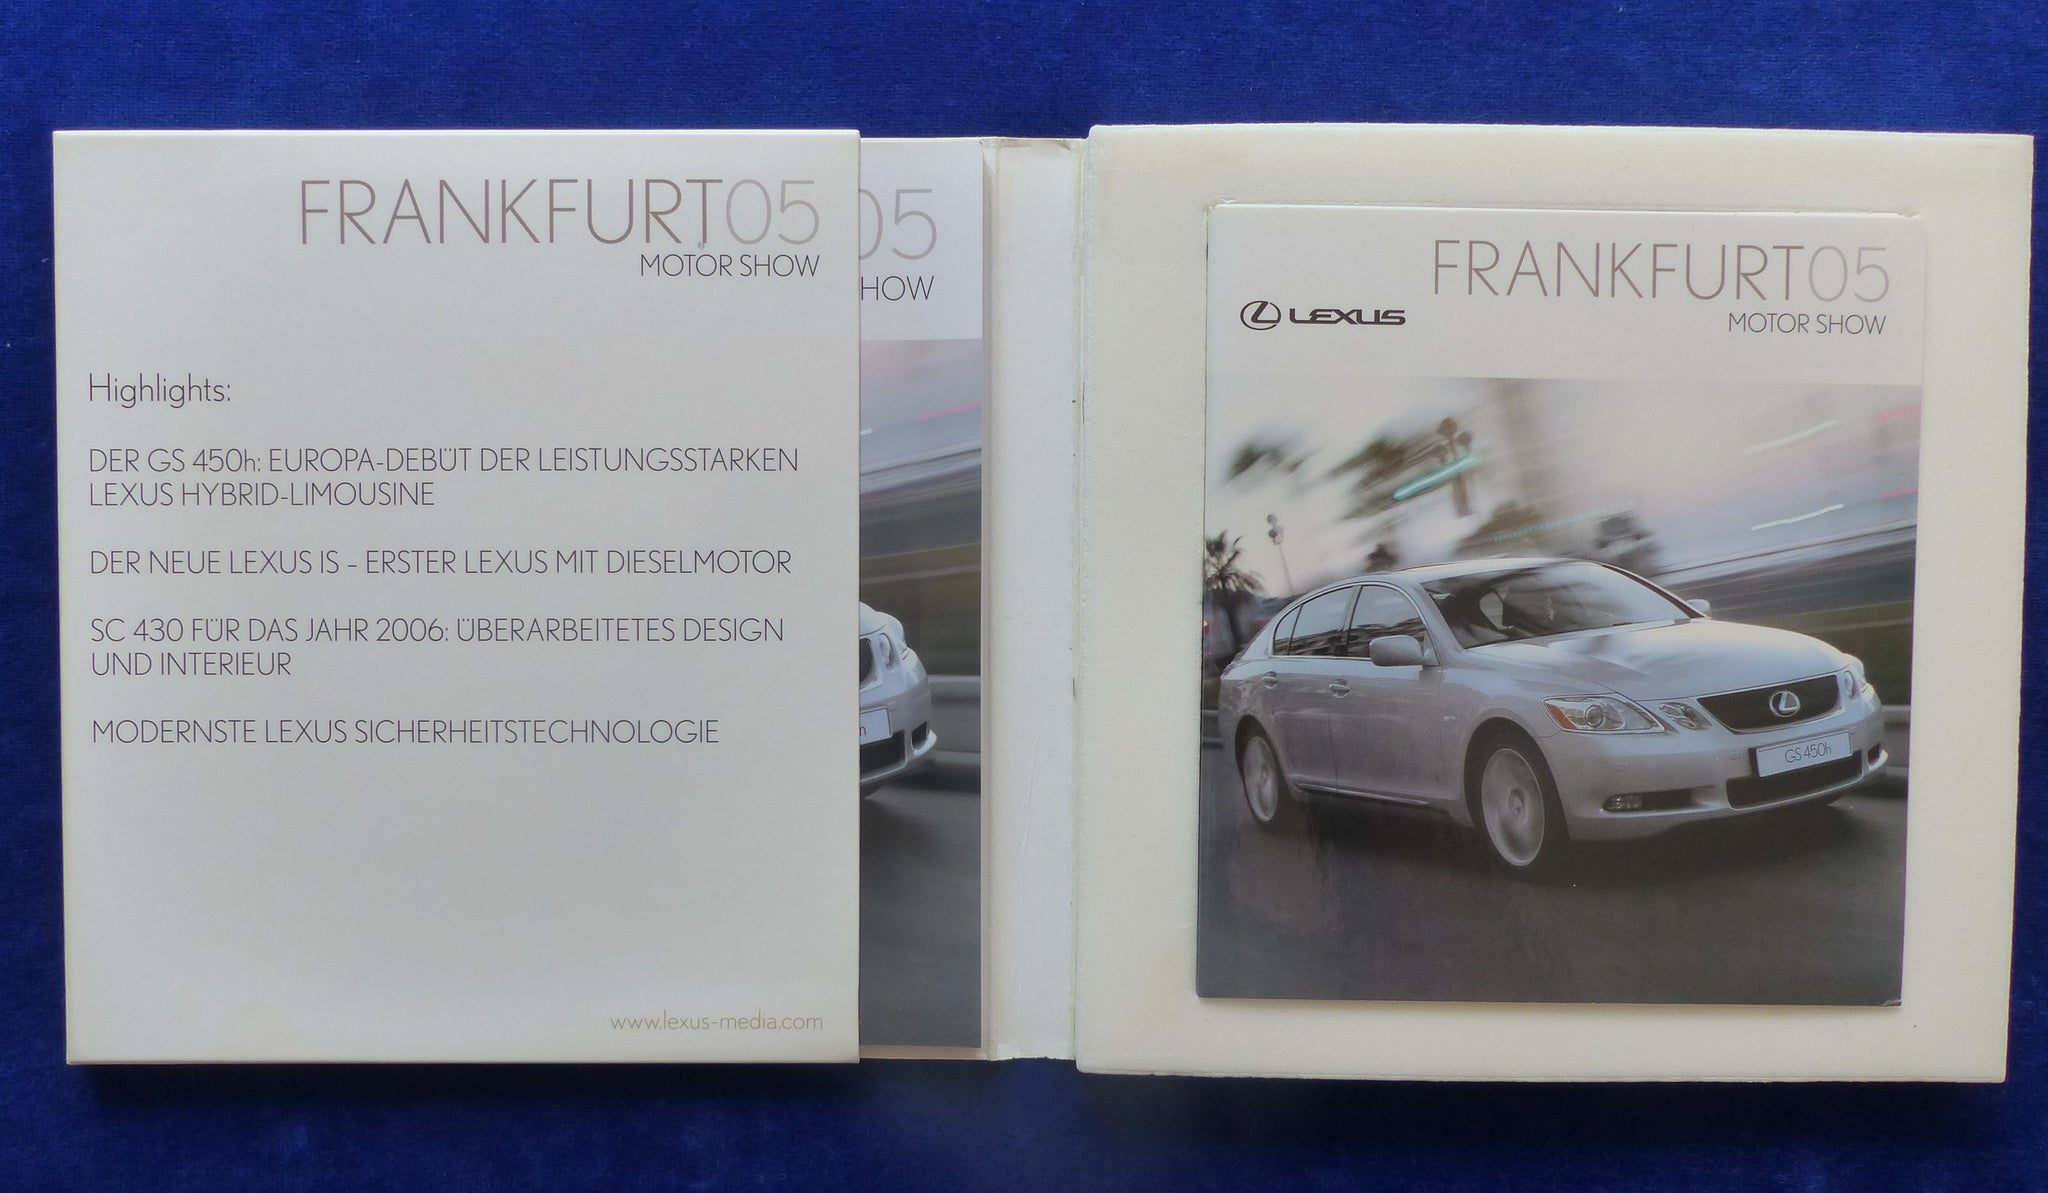 FRANKFURT05
MOTOR SHOW
Highlights:
DER GS 450h: EUROPA-DEBÜT DER LEISTUNGSSTARKEN
LEXUS HYBRID-LIMOUSINE
DER NEUE LEXUS IS – ERSTER LEXUS MIT DIESELMOTOR
SC 430 FÜR DAS JAHR 2006: ÜBERARBEITETES DESIGN
UND INTERIEUR
MODERNSTE LEXUS SICHERHEITSTECHNOLOGIE
www.lexus-media.com
05
HOW
h
FRANKFURT05
LEXUS
MOTOR SHOW
GS 450h